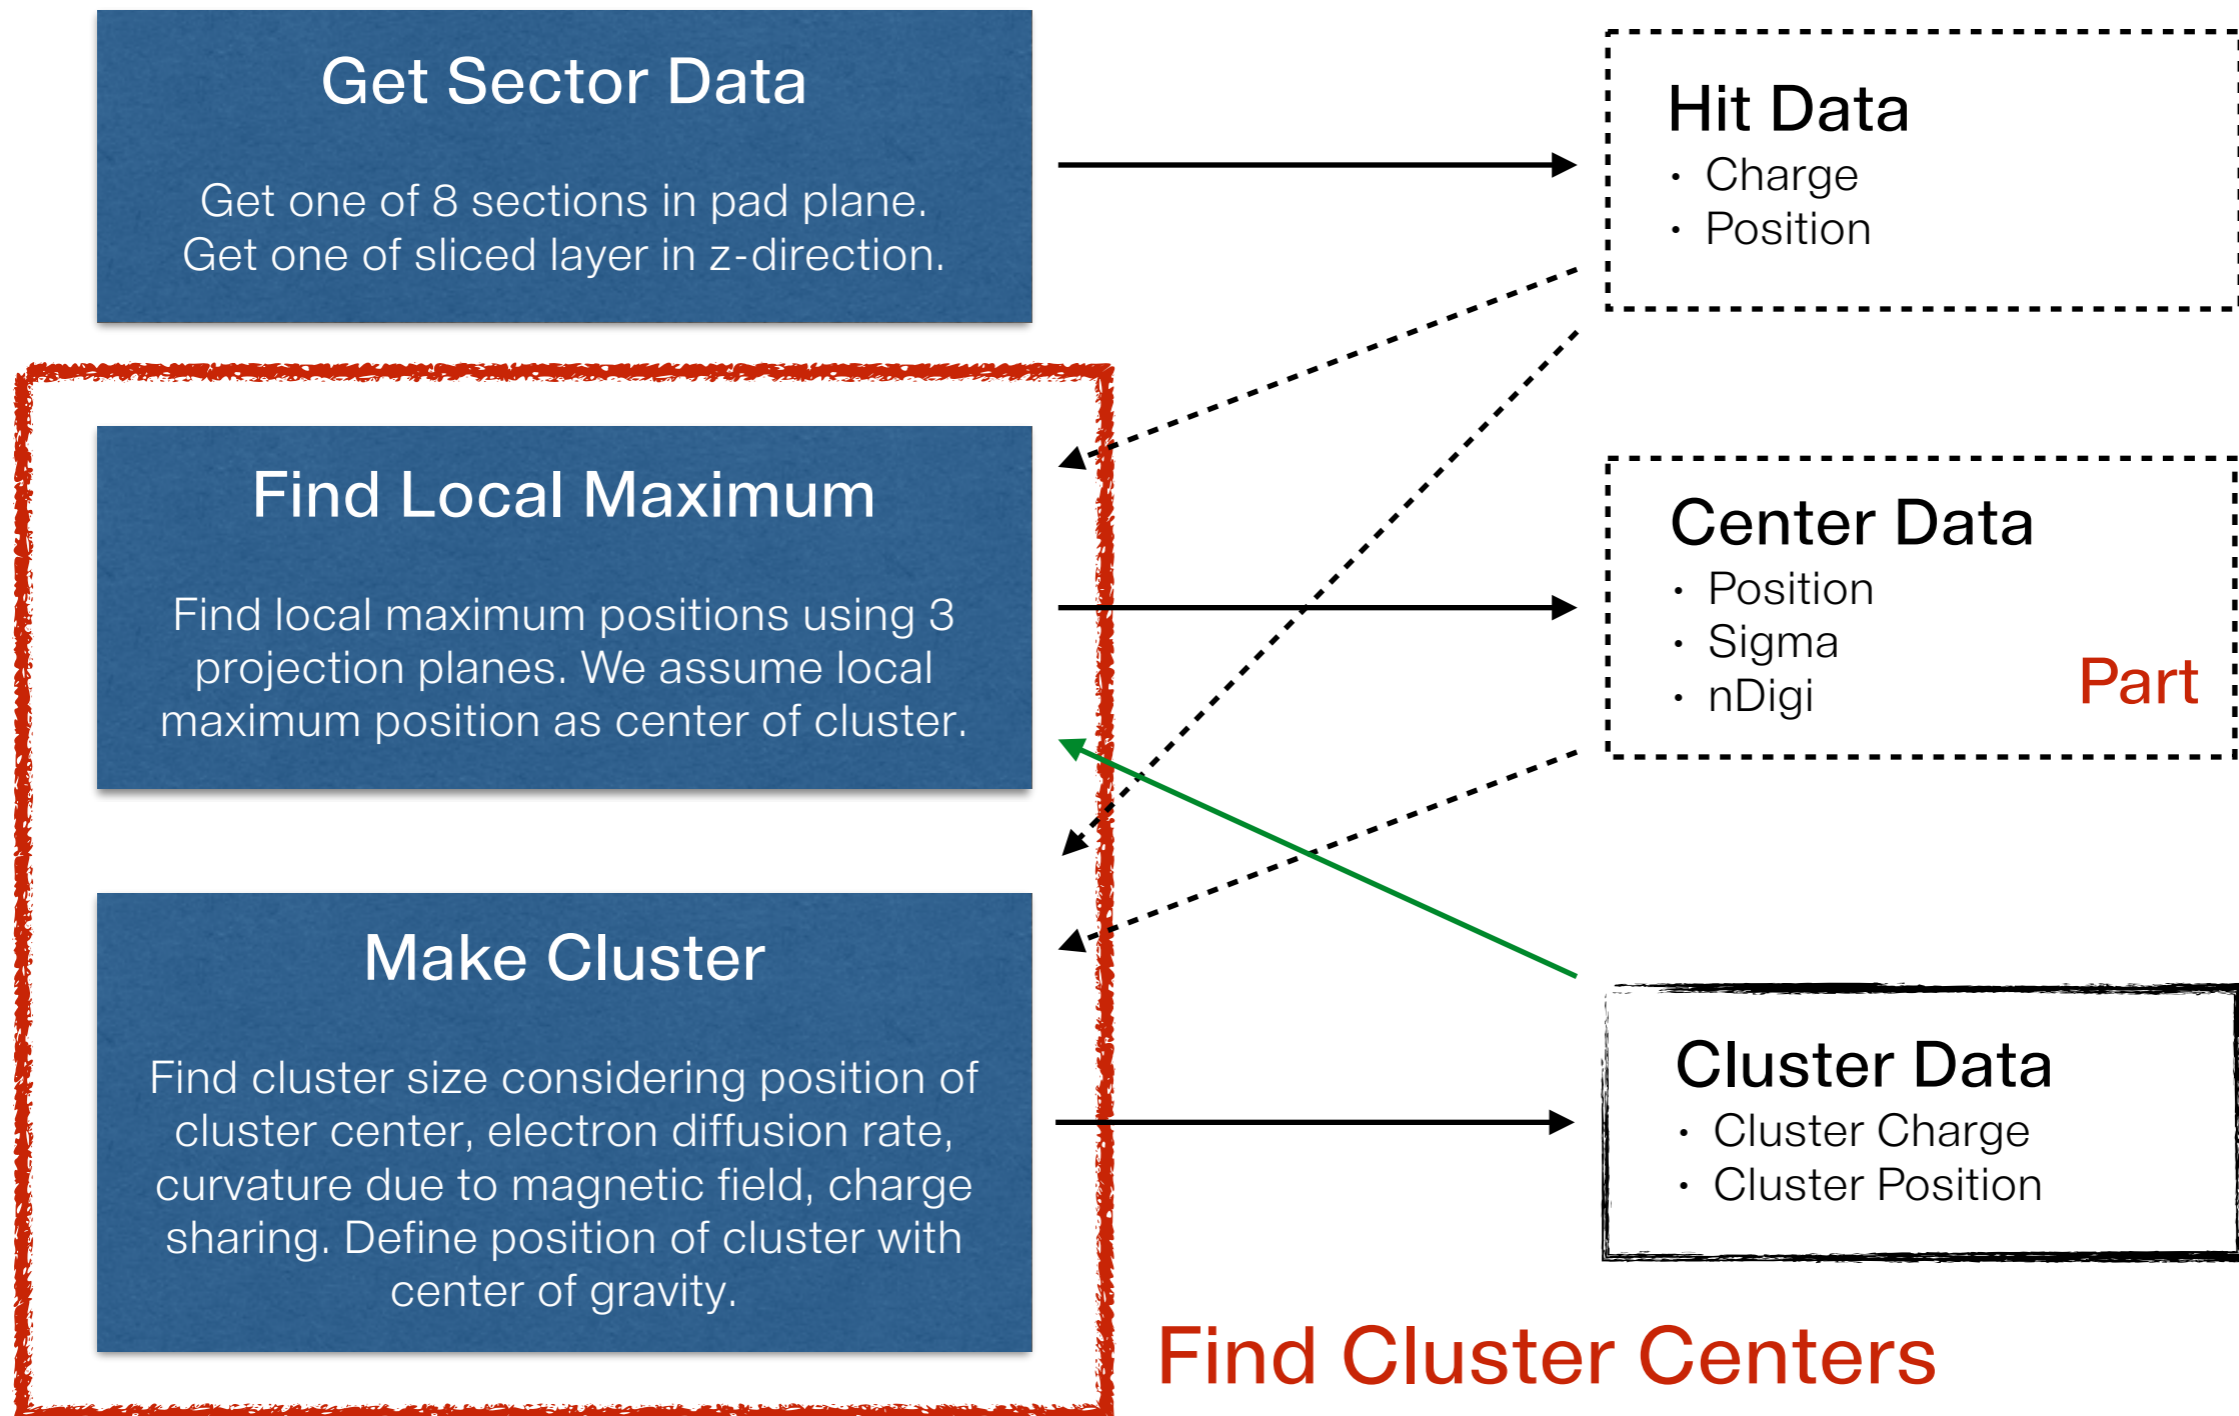 Get Sector Data
Get one of 8 sections in pad plane.
Get one of sliced layer in z-direction.
Hit Data
· Charge
· Position
Find Local Maximum
Find local maximum positions using 3
projection planes. We assume local
maximum position as center of cluster.
Center Data
· Position
· Sigma
· nDigi
Part
Make Cluster
Find cluster size considering position of
cluster center, electron diffusion rate,
curvature due to magnetic field, charge
sharing. Define position of cluster with
center of gravity.
Cluster Data
· Cluster Charge
· Cluster Position
Find Cluster Centers